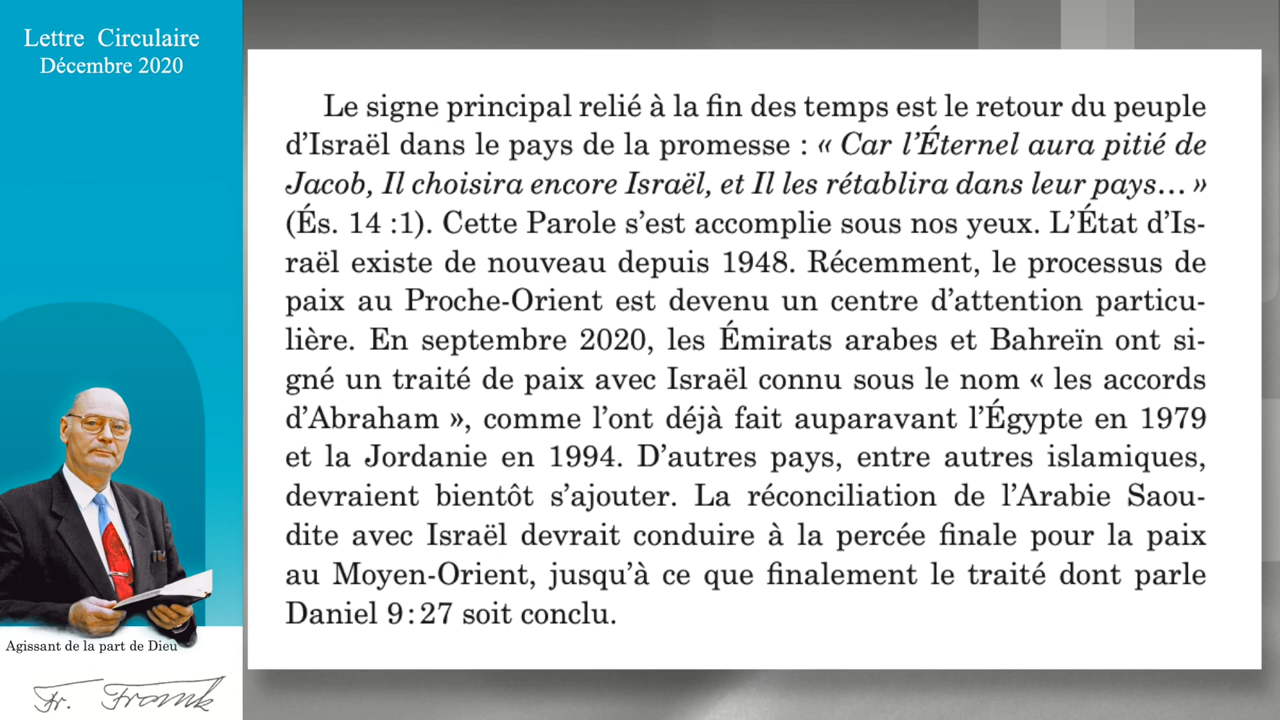 Lettre Circulaire
Décembre 2020
Le signe principal relié à la fin des temps est le retour du peuple
d’Israël dans le pays de la promesse : « Car l’Éternel aura pitié de
Jacob, Il choisira encore Israël, et Il les rétablira dans leur pays... »
(És. 14 :1). Cette Parole s’est accomplie sous nos yeux. L’État d’Is-
raël existe de nouveau depuis 1948. Récemment, le processus de
paix au Proche-Orient est devenu un centre d’attention particu-
lière. En septembre 2020, les Émirats arabes et Bahreïn ont si-
gné un traité de paix avec Israël connu sous le nom « les accords
d’Abraham », comme l’ont déjà fait auparavant l’Égypte en 1979
et la Jordanie en 1994. D’autres pays, entre autres islamiques,
devraient bientôt s’ajouter. La réconciliation de l’Arabie Saou-
dite avec Israël devrait conduire à la percée finale pour la paix
au Moyen-Orient, jusqu’à ce que finalement le traité dont parle
Daniel 9:27 soit conclu.
Agissant de la part de Dieu
Fr. Frank